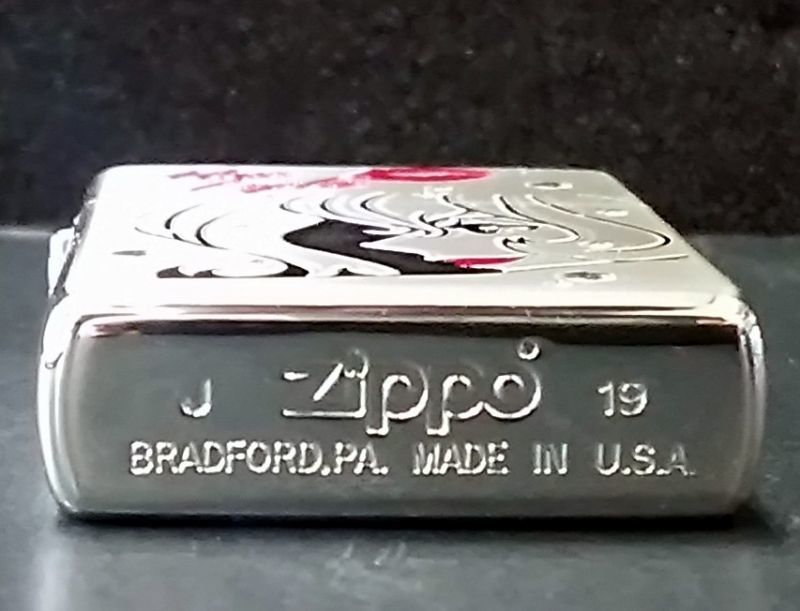 J Zippo 19
BRADFORD,PA. MADE IN U.S.A.